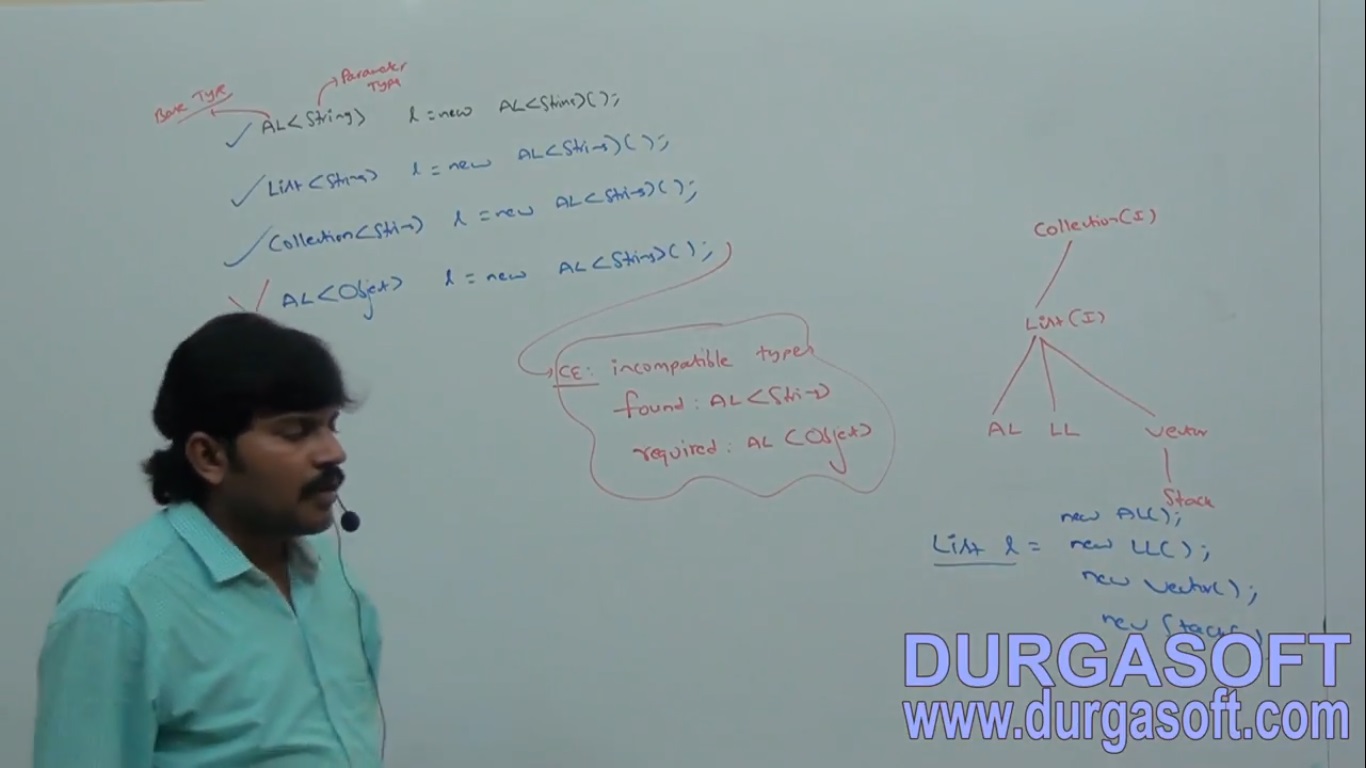 Base Type
Parameter
Type
AL<String> l = new AL<String>();
List<String> l = new AL<String>();
Collection<String> l = new AL<String>();
AL<Object> l = new AL<String>();
CE: incompatible types
found: AL<String>
required: AL<Object>
Collection(I)
List(I)
AL LL Vector
Stack
new AL();
List l = new LL();
new Vector();
new Stack();
DURGASOFT
www.durgasoft.com